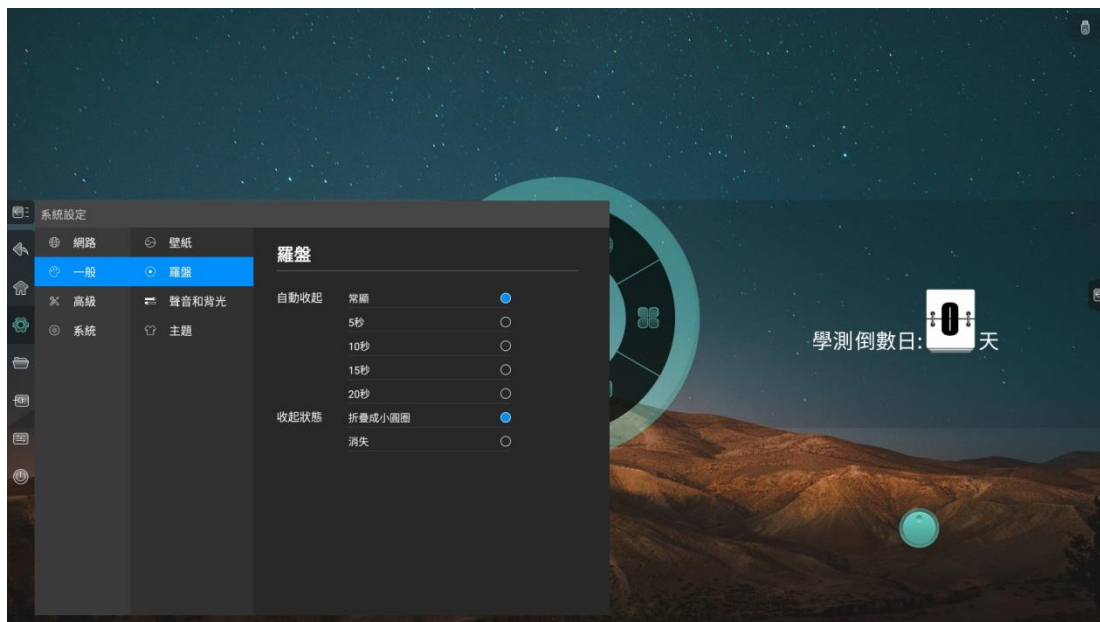 系統設定
網路
一般
高級
系統
壁紙
羅盤
聲音和背光
主題
羅盤
自動收起 常顯
5秒
10秒
15秒
20秒
收起狀態 折疊成小圓圈
消失
學測倒數日: 0 天